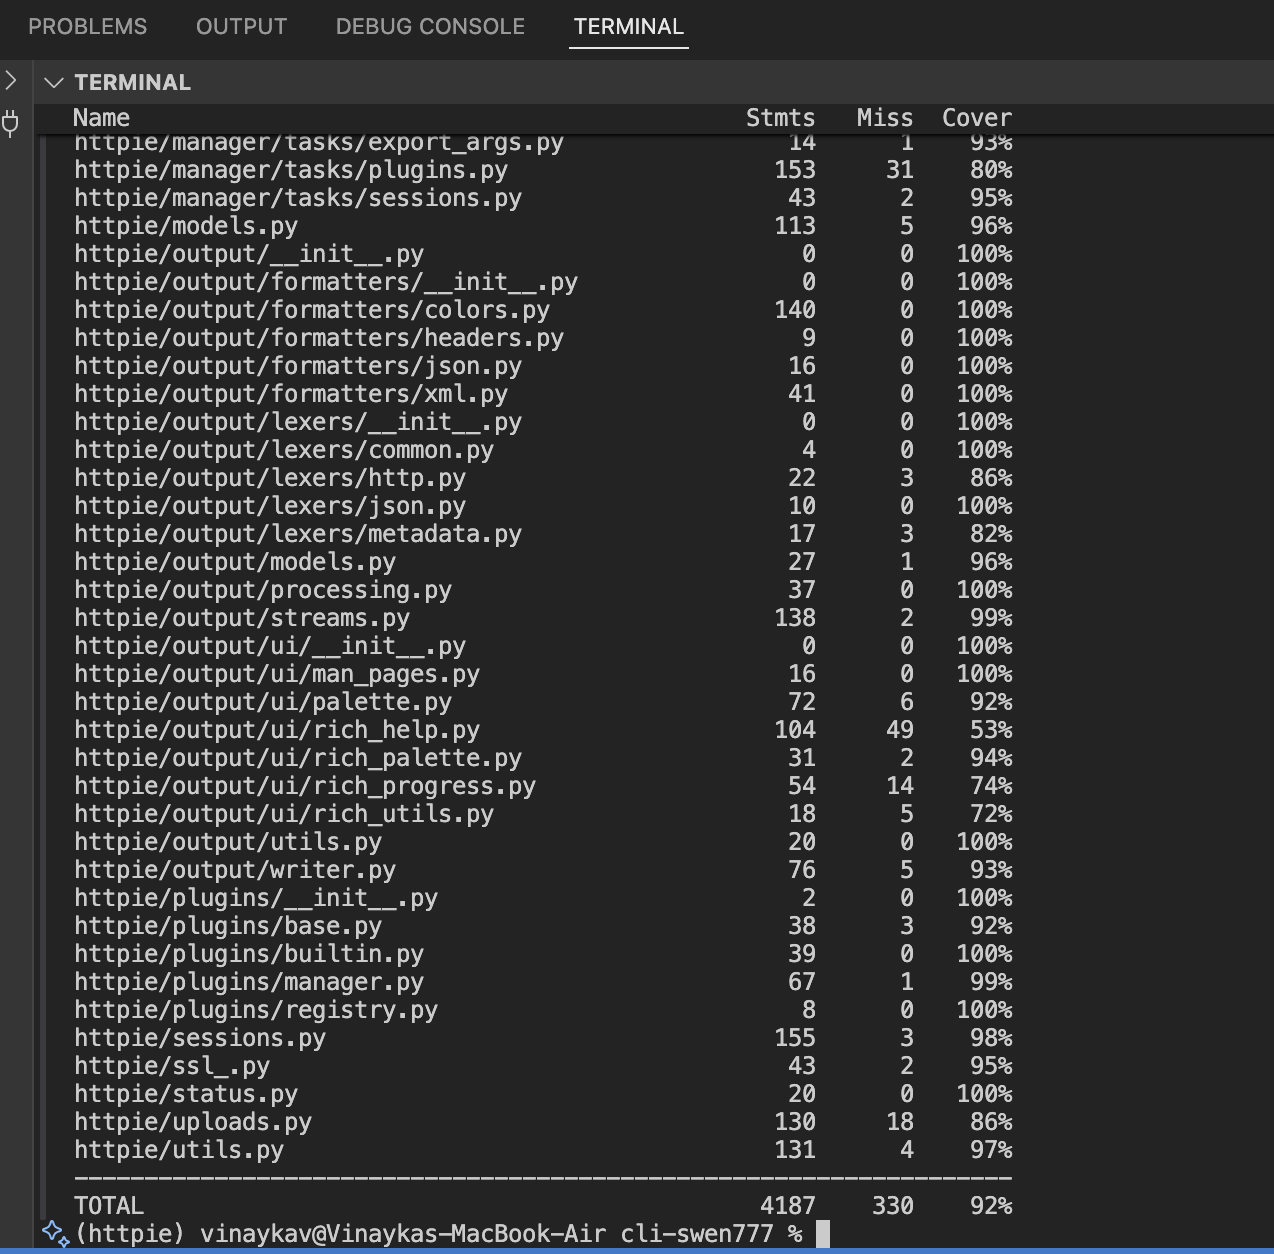 PROBLEMS OUTPUT DEBUG CONSOLE TERMINAL
TERMINAL
Name Stmts Miss Cover
httpie/manager/tasks/export_args.py 14 1 93%
httpie/manager/tasks/plugins.py 153 31 80%
httpie/manager/tasks/sessions.py 43 2 95%
httpie/models.py 113 5 96%
httpie/output/__init__.py 0 0 100%
httpie/output/formatters/__init__.py 0 0 100%
httpie/output/formatters/colors.py 140 0 100%
httpie/output/formatters/headers.py 9 0 100%
httpie/output/formatters/json.py 16 0 100%
httpie/output/formatters/xml.py 41 0 100%
httpie/output/lexers/__init__.py 0 0 100%
httpie/output/lexers/common.py 4 0 100%
httpie/output/lexers/http.py 22 3 86%
httpie/output/lexers/json.py 10 0 100%
httpie/output/lexers/metadata.py 17 3 82%
httpie/output/models.py 27 1 96%
httpie/output/processing.py 37 0 100%
httpie/output/streams.py 138 2 99%
httpie/output/ui/__init__.py 0 0 100%
httpie/output/ui/man_pages.py 16 0 100%
httpie/output/ui/palette.py 72 6 92%
httpie/output/ui/rich_help.py 104 49 53%
httpie/output/ui/rich_palette.py 31 2 94%
httpie/output/ui/rich_progress.py 54 14 74%
httpie/output/ui/rich_utils.py 18 5 72%
httpie/output/utils.py 20 0 100%
httpie/output/writer.py 76 5 93%
httpie/plugins/__init__.py 2 0 100%
httpie/plugins/base.py 38 3 92%
httpie/plugins/builtin.py 39 0 100%
httpie/plugins/manager.py 67 1 99%
httpie/plugins/registry.py 8 0 100%
httpie/sessions.py 155 3 98%
httpie/ssl_.py 43 2 95%
httpie/status.py 20 0 100%
httpie/uploads.py 130 18 86%
httpie/utils.py 131 4 97%
-------------------------------------------------------------------
TOTAL 4187 330 92%
(httpie) vinaykav@Vinaykas-MacBook-Air cli-swen777 %